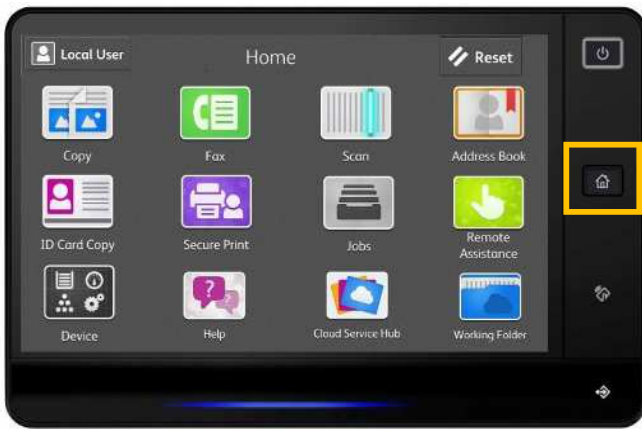 Local User
Home
Reset
Copy
Fax
Scan
Address Book
ID Card Copy
Secure Print
Jobs
Remote
Assistance
Device
Help
Cloud Service Hub
Working Folder